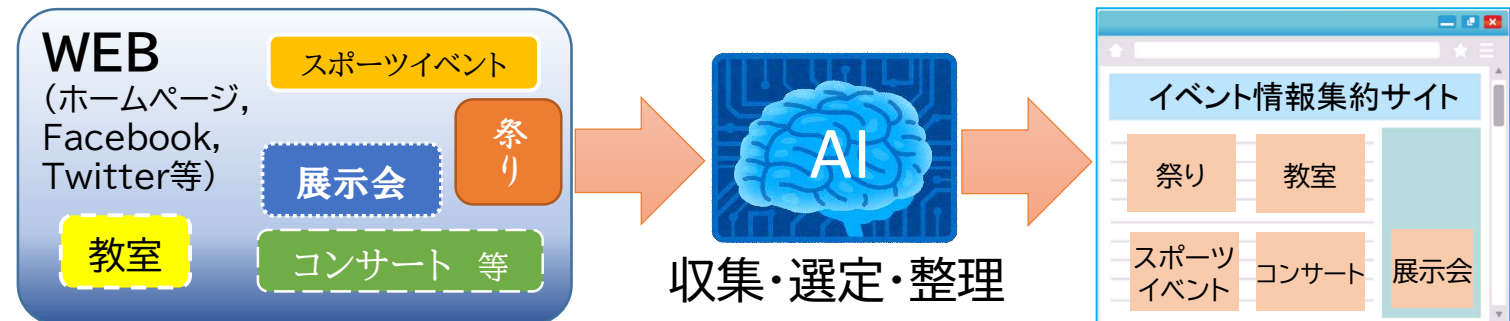 WEB
(ホームページ,
Facebook,
Twitter等)
スポーツイベント
祭り
展示会
教室
コンサート 等
AI
収集・選定・整理
イベント情報集約サイト
祭り
教室
スポーツ
イベント
コンサート
展示会